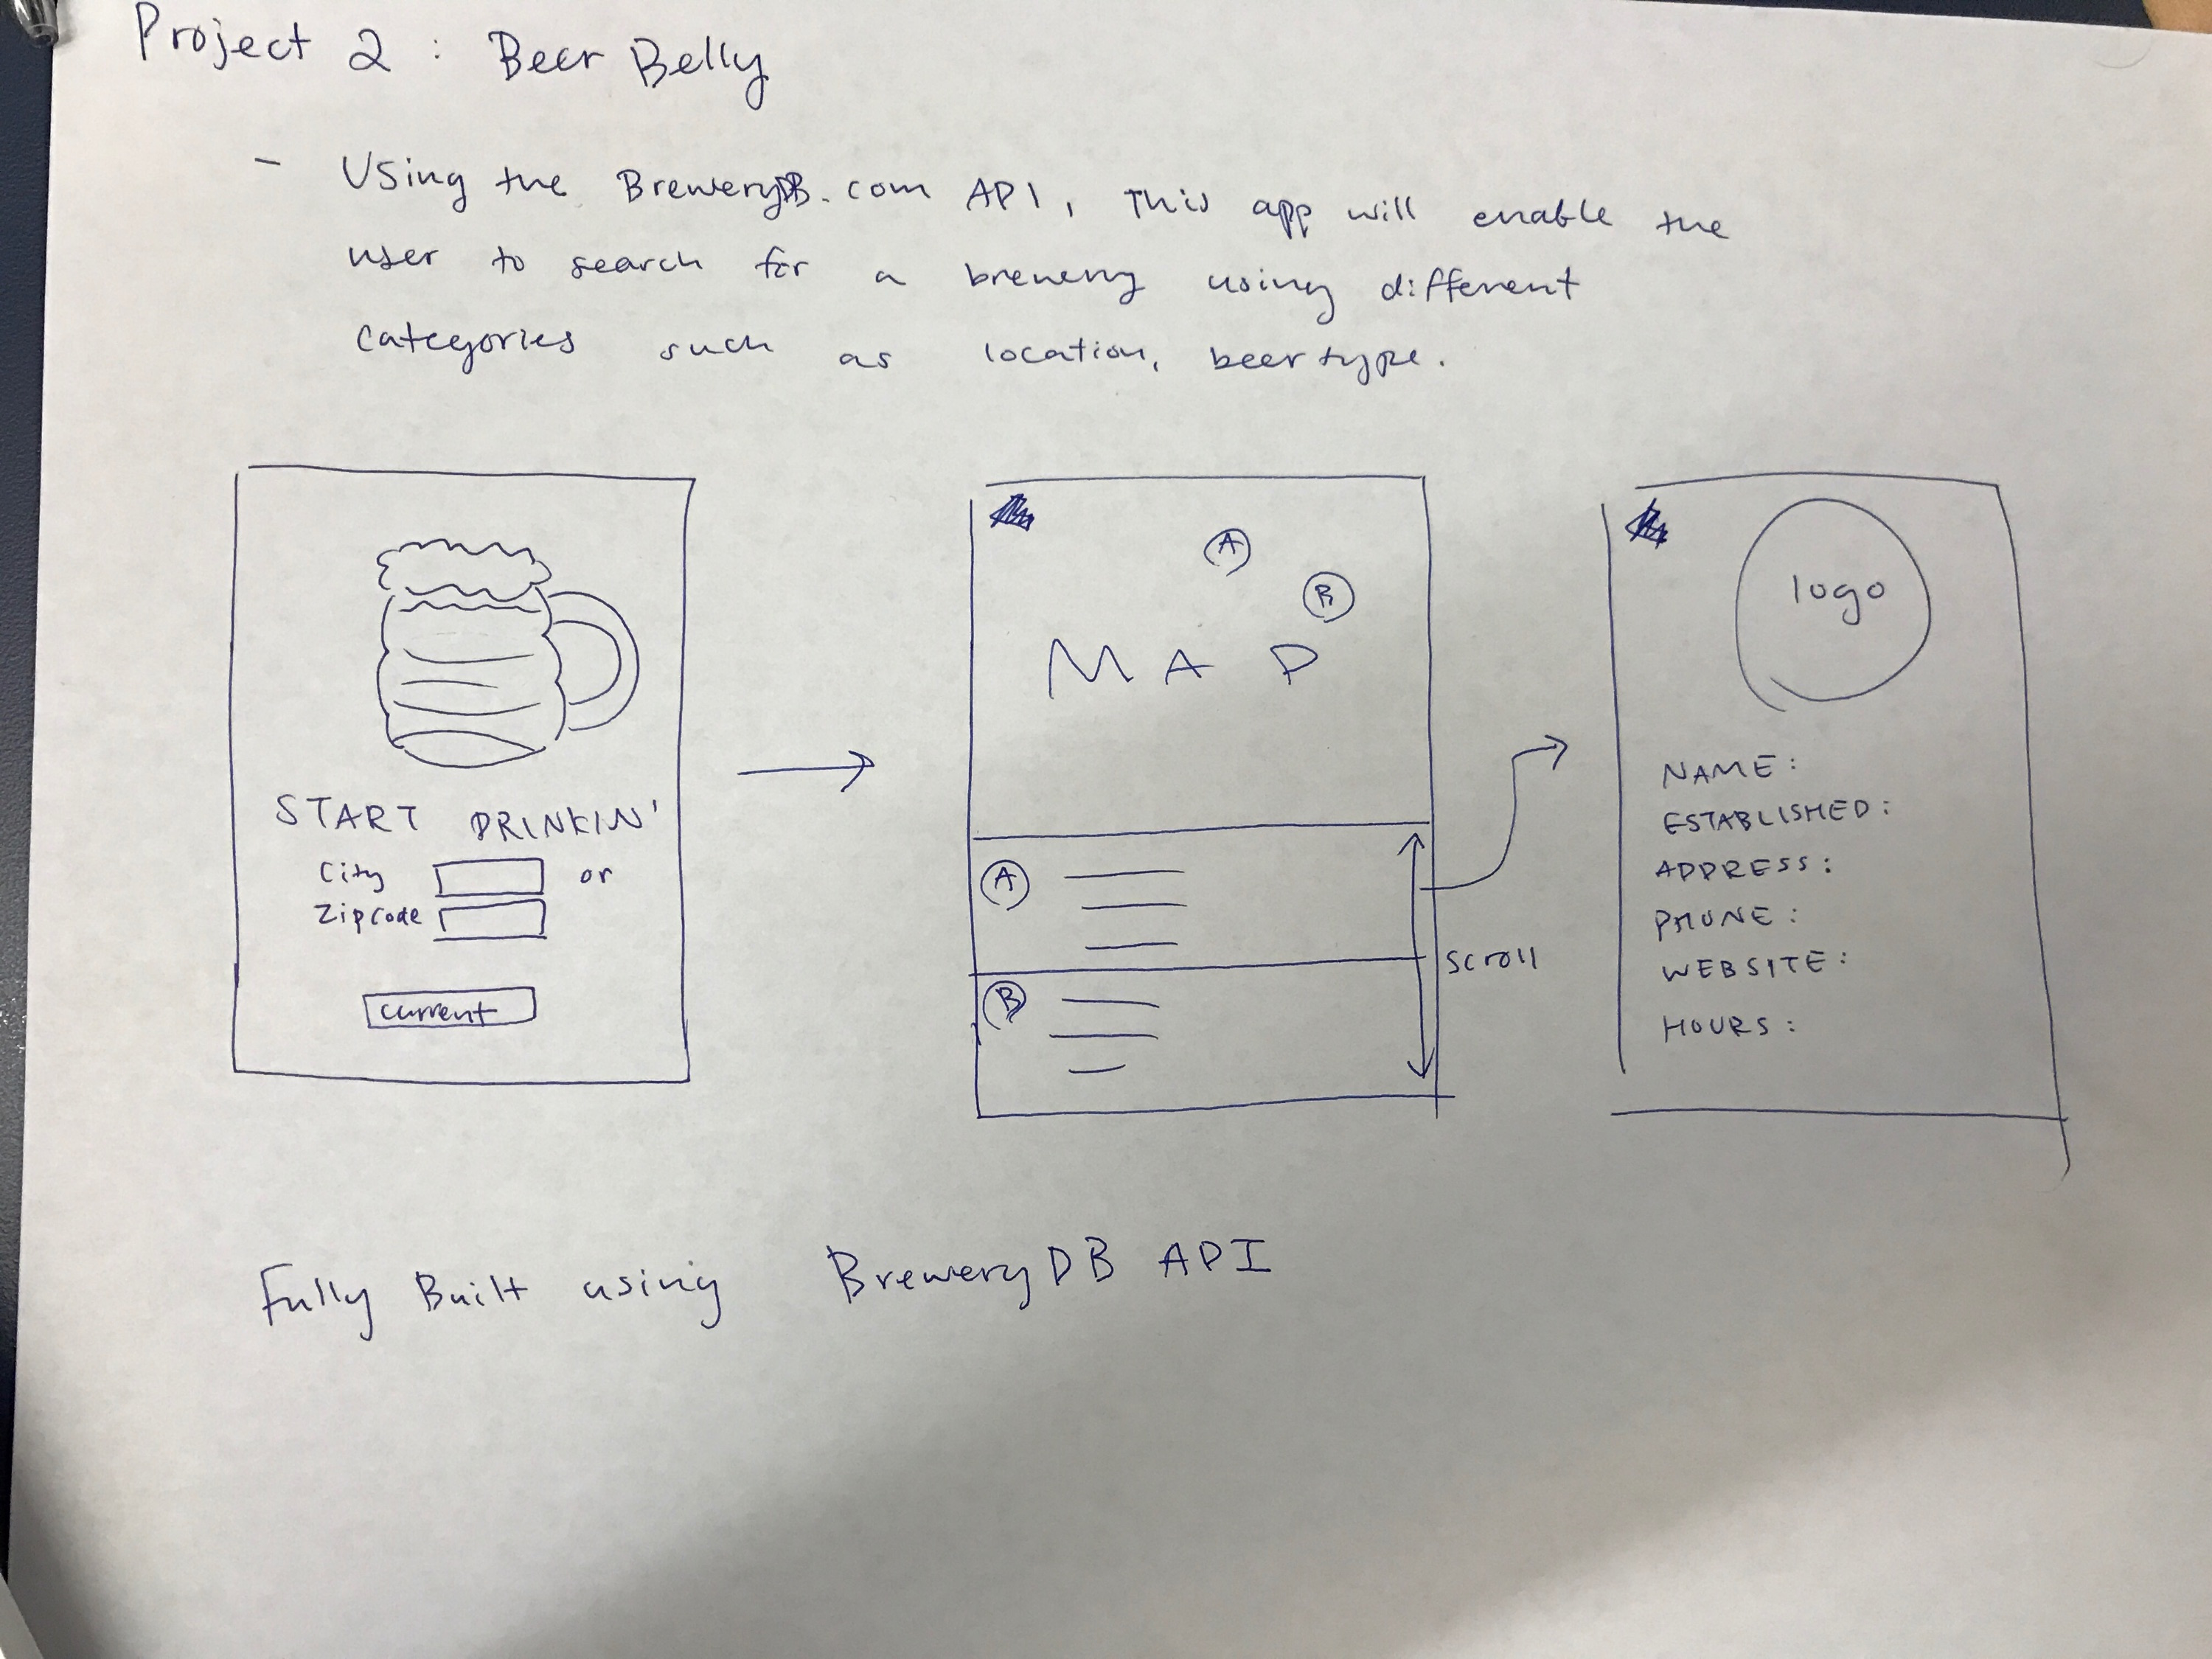 Project 2 : Beer Belly
- Using the BreweryDB.com API, This app will enable the
user to search for a brewery using different
categories such as location, beer type.
START DRINKIN'
City or
Zipcode
current
A
B
MAP
A
B
scroll
logo
NAME:
ESTABLISHED:
ADDRESS:
PHONE:
WEBSITE:
HOURS:
Fully Built using BreweryDB API